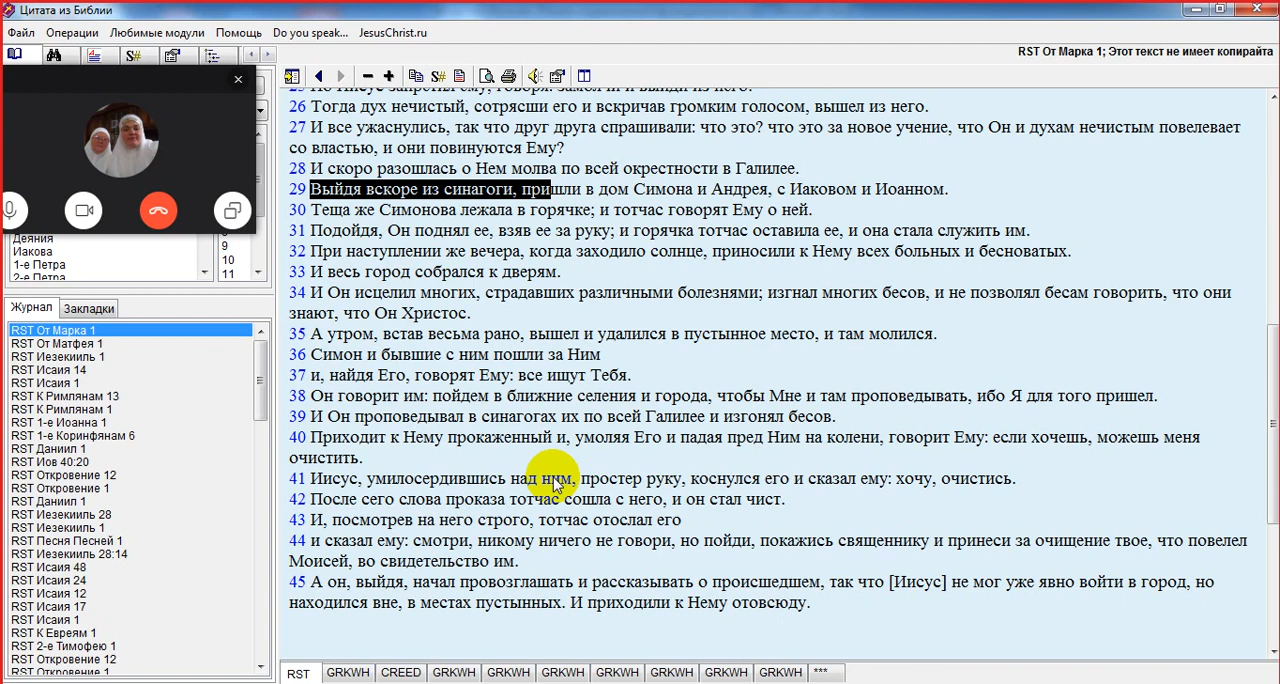 Цитата из Библии
Файл Операции Любимые модули Помощь Do you speak... JesusChrist.ru
S#
RST От Марка 1; Этот текст не имеет копирайта
S#
26 Тогда дух нечистый, сотрясши его и вскричав громким голосом, вышел из него.
27 И все ужаснулись, так что друг друга спрашивали: что это? что это за новое учение, что Он и духам нечистым повелевает
со властью, и они повинуются Ему?
28 И скоро разошлась о Нем молва по всей окрестности в Галилее.
29 Выйдя вскоре из синагоги, пришли в дом Симона и Андрея, с Иаковом и Иоанном.
30 Теща же Симонова лежала в горячке; и тотчас говорят Ему о ней.
31 Подойдя, Он поднял ее, взяв ее за руку; и горячка тотчас оставила ее, и она стала служить им.
32 При наступлении же вечера, когда заходило солнце, приносили к Нему всех больных и бесноватых.
33 И весь город собрался к дверям.
34 И Он исцелил многих, страдавших различными болезнями; изгнал многих бесов, и не позволял бесам говорить, что они
знают, что Он Христос.
35 А утром, встав весьма рано, вышел и удалился в пустынное место, и там молился.
36 Симон и бывшие с ним пошли за Ним
37 и, найдя Его, говорят Ему: все ищут Тебя.
38 Он говорит им: пойдем в ближние селения и города, чтобы Мне и там проповедывать, ибо Я для того пришел.
39 И Он проповедывал в синагогах их по всей Галилее и изгонял бесов.
40 Приходит к Нему прокаженный и, умоляя Его и падая пред Ним на колени, говорит Ему: если хочешь, можешь меня
очистить.
41 Иисус, умилосердившись над ним, простер руку, коснулся его и сказал ему: хочу, очистись.
42 После сего слова проказа тотчас сошла с него, и он стал чист.
43 И, посмотрев на него строго, тотчас отослал его
44 и сказал ему: смотри, никому ничего не говори, но пойди, покажись священнику и принеси за очищение твое, что повелел
Моисей, во свидетельство им.
45 А он, выйдя, начал провозглашать и рассказывать о происшедшем, так что [Иисус] не мог уже явно войти в город, но
находился вне, в местах пустынных. И приходили к Нему отовсюду.
Деяния
Иакова
1-е Петра
2-е Петра
9
10
11
Журнал Закладки
RST От Марка 1
RST От Матфея 1
RST Иезекииль 1
RST Исаия 14
RST Исаия 1
RST К Римлянам 13
RST К Римлянам 1
RST 1-е Иоанна 1
RST 1-е Коринфянам 6
RST Даниил 1
RST Иов 40:20
RST Откровение 12
RST Откровение 1
RST Даниил 1
RST Иезекииль 28
RST Иезекииль 1
RST Песня Песней 1
RST Иезекииль 28:14
RST Исаия 48
RST Исаия 24
RST Исаия 12
RST Исаия 17
RST Исаия 1
RST К Евреям 1
RST 2-е Тимофею 1
RST Откровение 12
RST Откровение 1
RST GRKWH CREED GRKWH GRKWH GRKWH GRKWH GRKWH GRKWH GRKWH ***